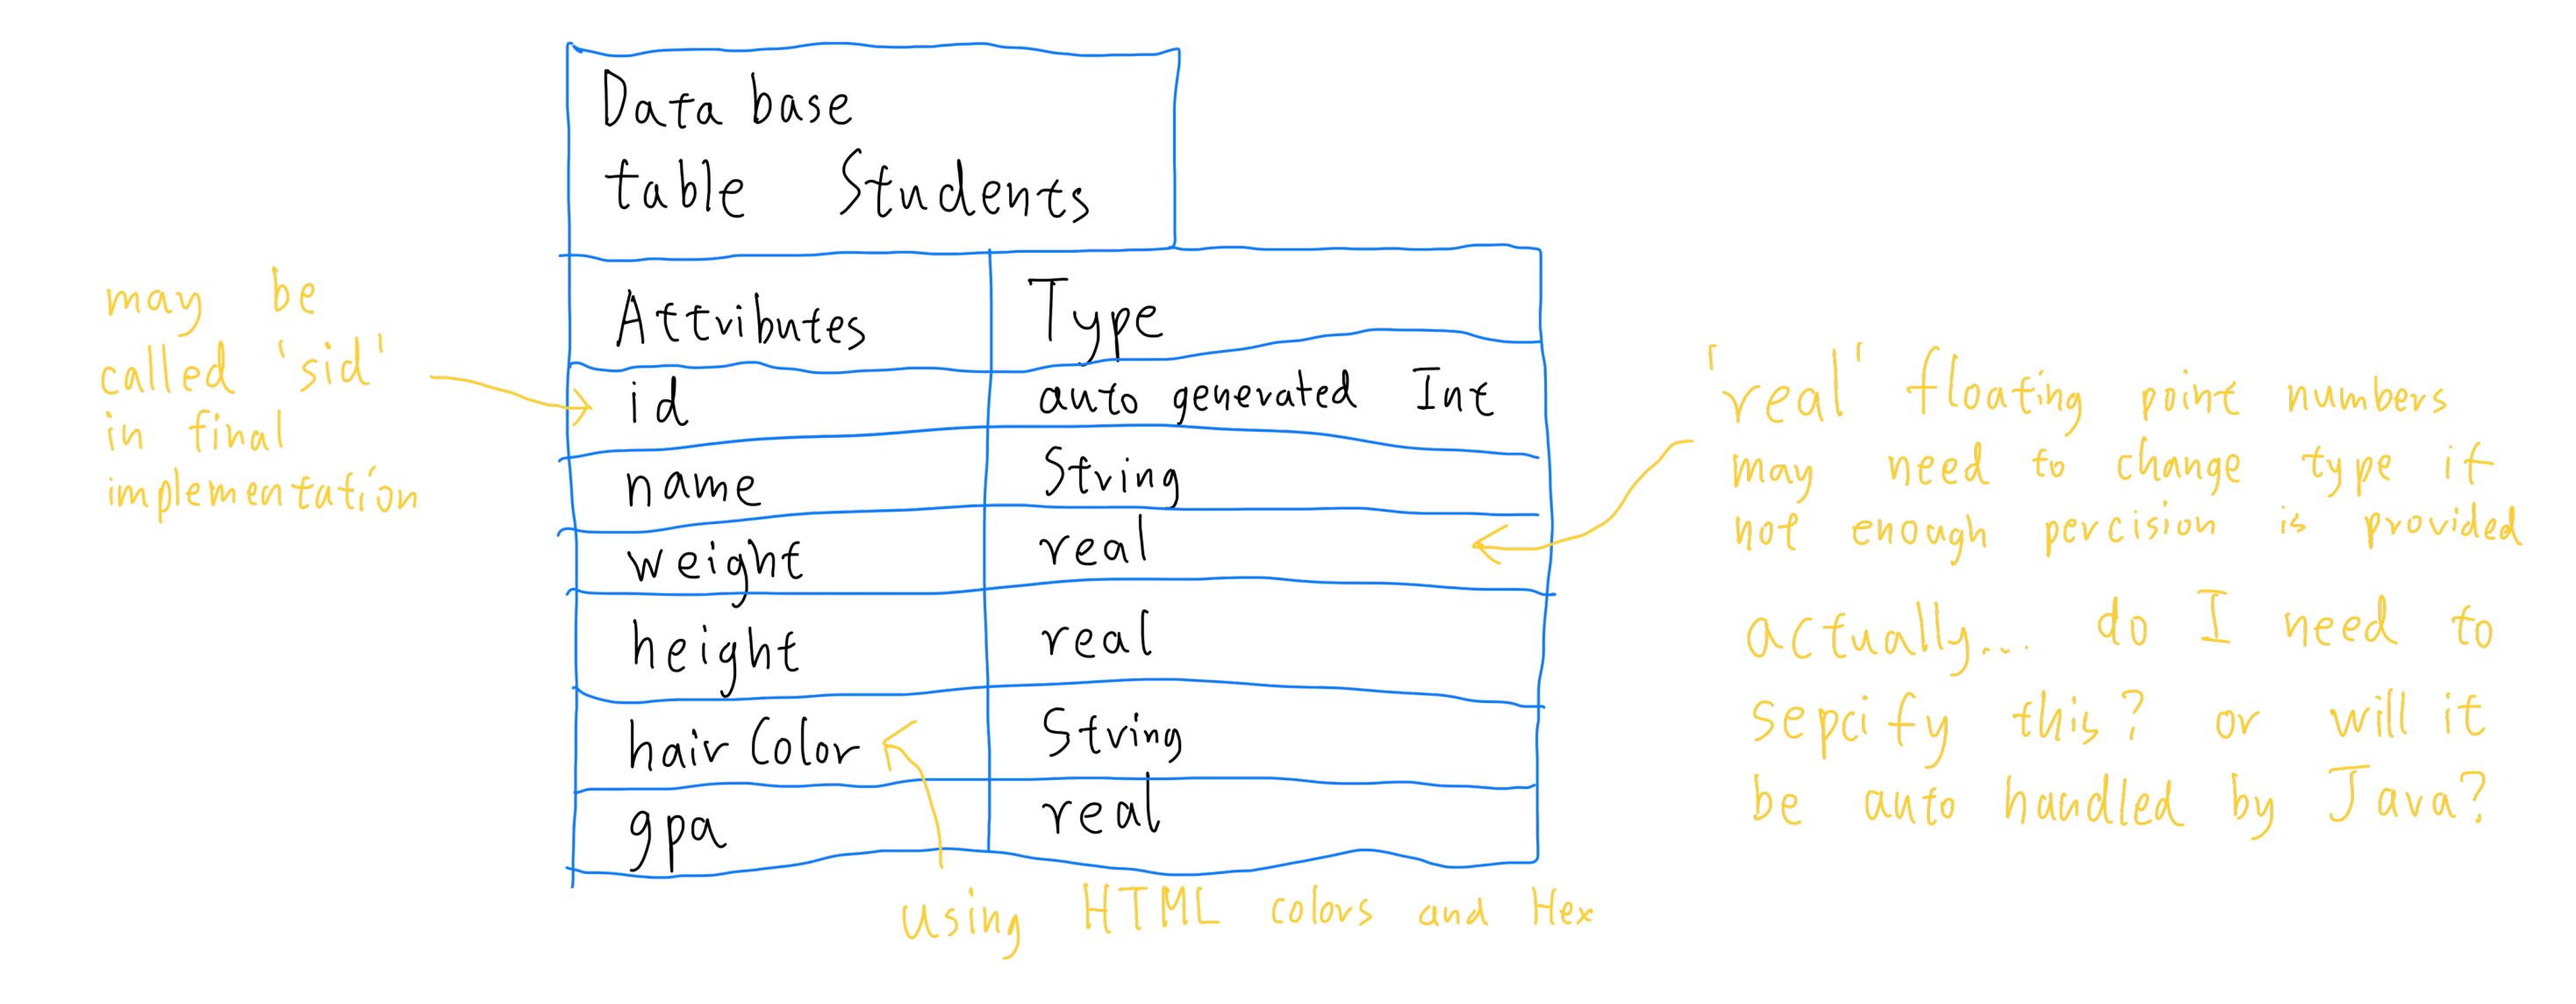 Data base
table Students
Attributes Type
id auto generated Int
name String
weight real
height real
hair Color String
gpa real
may be
called 'sid'
in final
implementation
'real' floating point numbers
may need to change type if
not enough percision is provided
actually... do I need to
sepcify this? or will it
be auto handled by Java?
using HTML colors and Hex